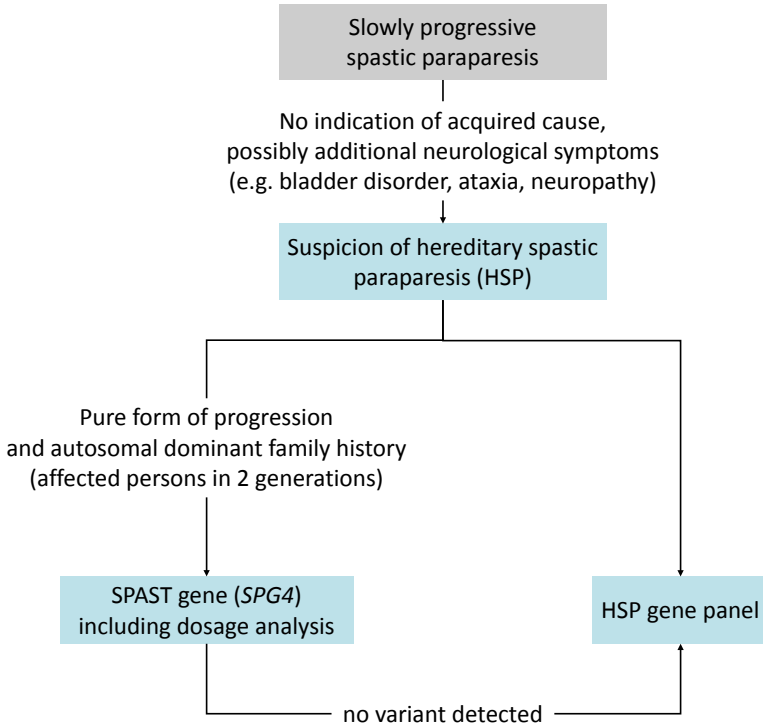 Slowly progressive
spastic paraparesis
No indication of acquired cause,
possibly additional neurological symptoms
(e.g. bladder disorder, ataxia, neuropathy)
Suspicion of hereditary spastic
paraparesis (HSP)
Pure form of progression
and autosomal dominant family history
(affected persons in 2 generations)
SPAST gene (SPG4)
including dosage analysis
HSP gene panel
no variant detected